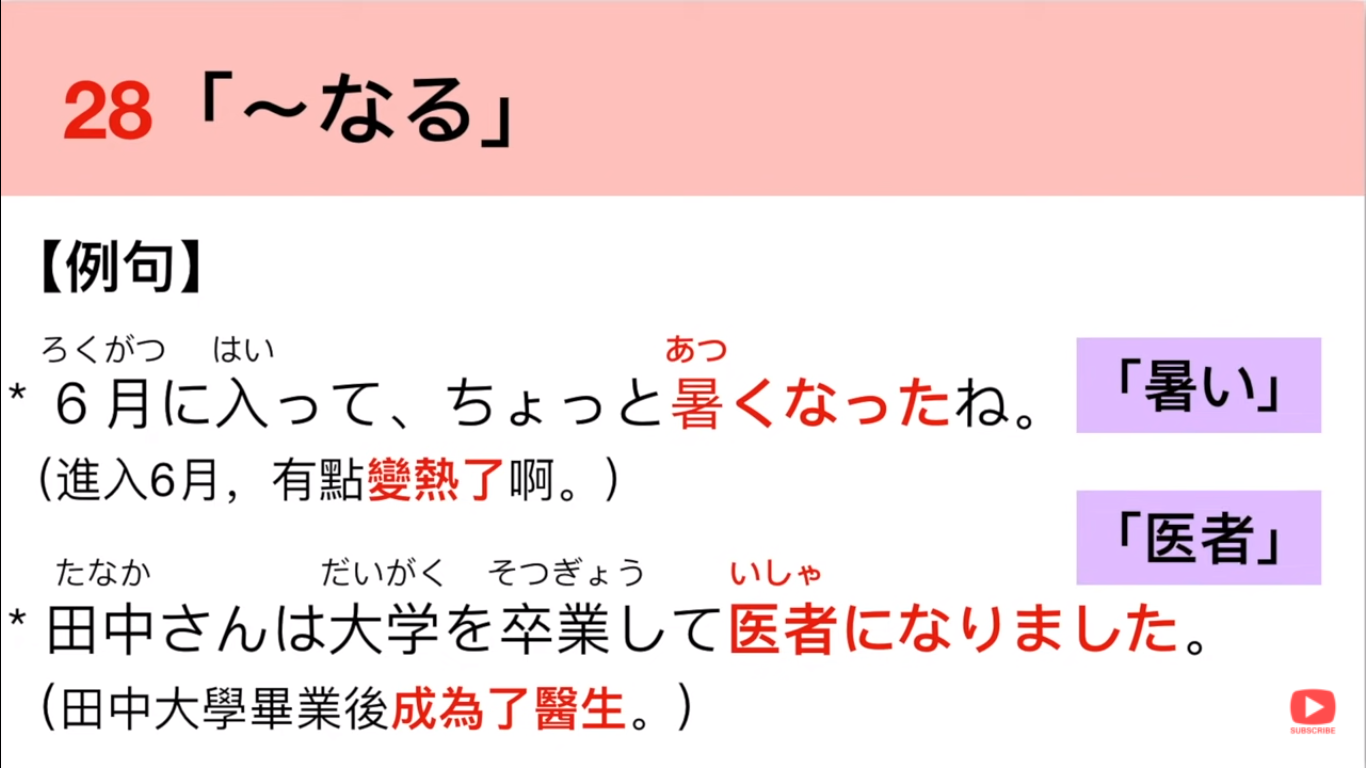 28「～なる」
【例句】
ろくがつ はい あつ
* 6月に入って、ちょっと暑くなったね。
「暑い」
（進入6月，有點變熱了啊。）
「医者」
たなか だいがく そつぎょう いしゃ
* 田中さんは大学を卒業して医者になりました。
（田中大學畢業後成為了醫生。）
SUBSCRIBE